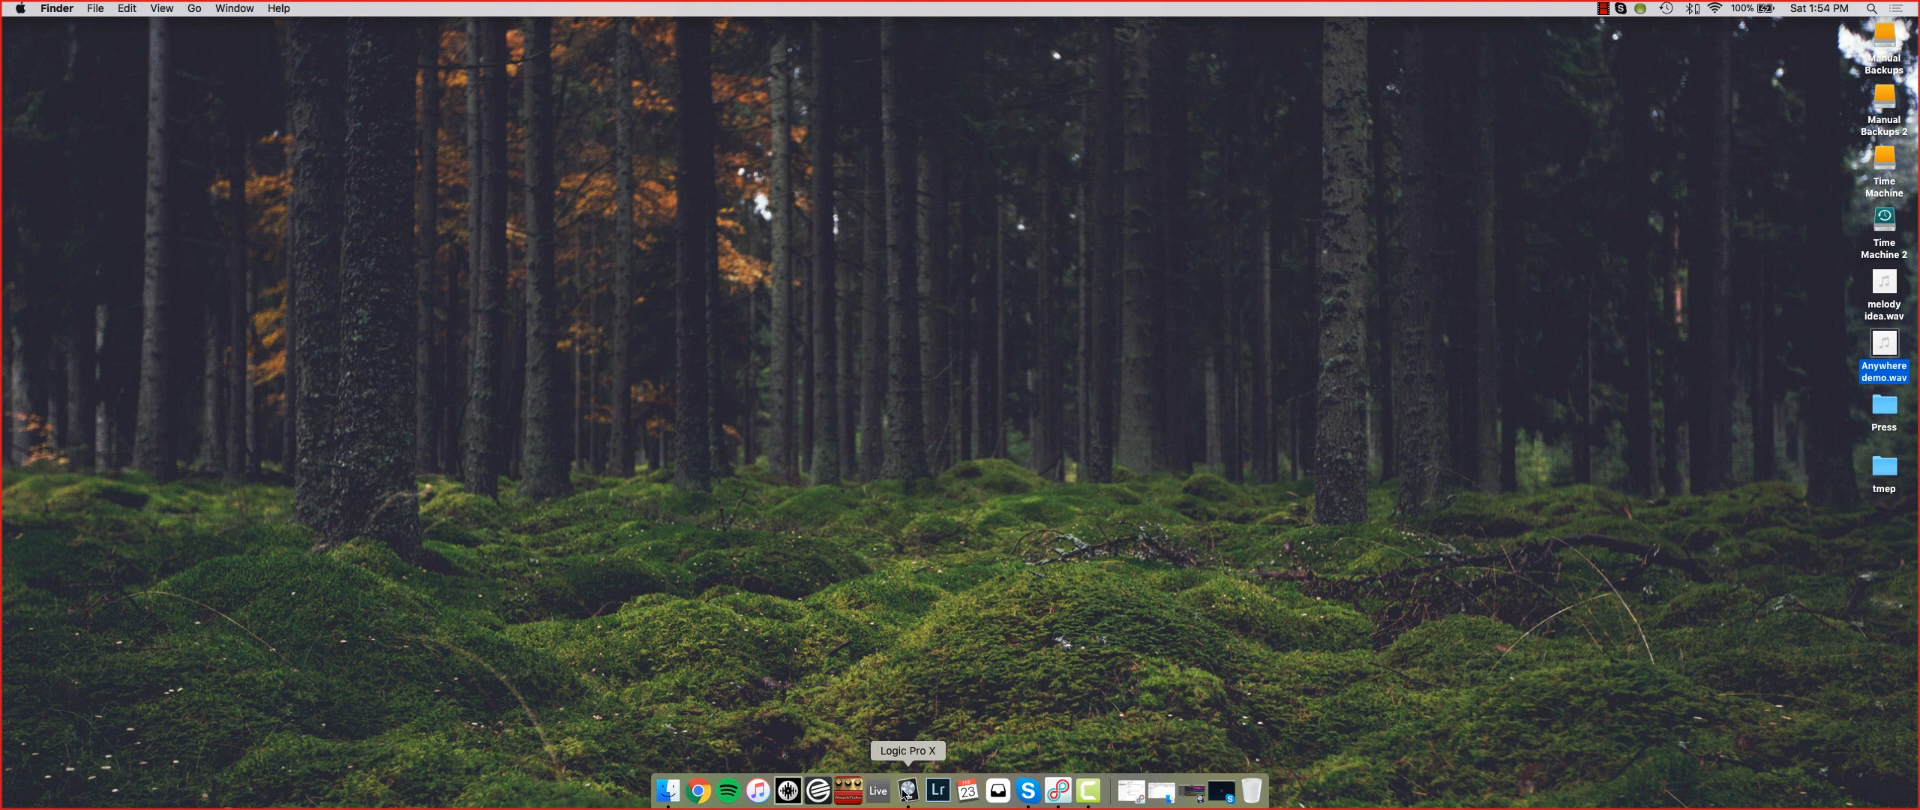 Finder File Edit View Go Window Help 100% Sat 1:54 PM
Manual
Backups
Manual
Backups 2
Time
Machine
Time
Machine 2
melody
idea.wav
Anywhere
demo.wav
Press
tmep
Logic Pro X
Live Lr 23